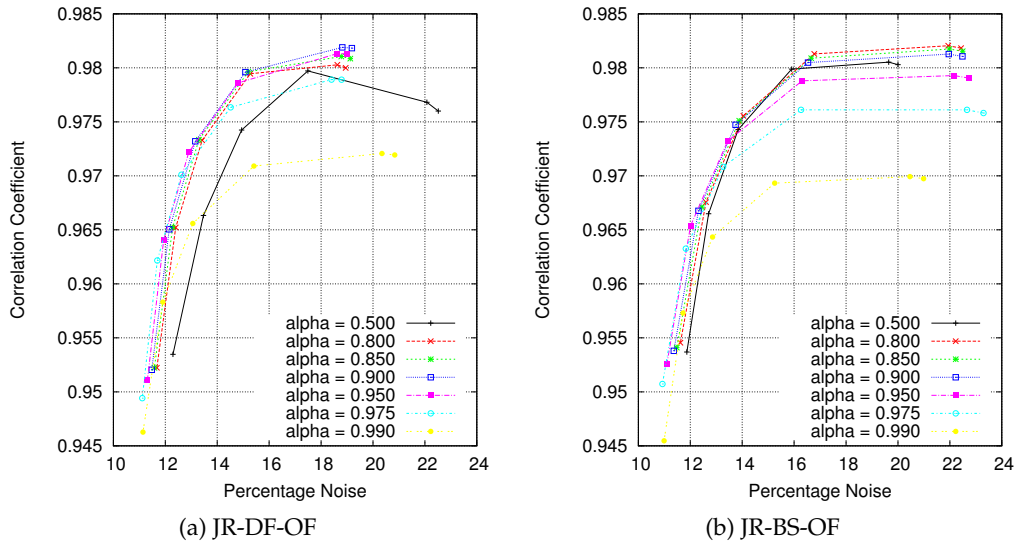 0.985
0.98
0.975
0.97
0.965
0.96
0.955
0.95
0.945
Correlation Coefficient
alpha = 0.500
alpha = 0.800
alpha = 0.850
alpha = 0.900
alpha = 0.950
alpha = 0.975
alpha = 0.990
10 12 14 16 18 20 22 24
Percentage Noise
(a) JR-DF-OF
0.985
0.98
0.975
0.97
0.965
0.96
0.955
0.95
0.945
Correlation Coefficient
alpha = 0.500
alpha = 0.800
alpha = 0.850
alpha = 0.900
alpha = 0.950
alpha = 0.975
alpha = 0.990
10 12 14 16 18 20 22 24
Percentage Noise
(b) JR-BS-OF